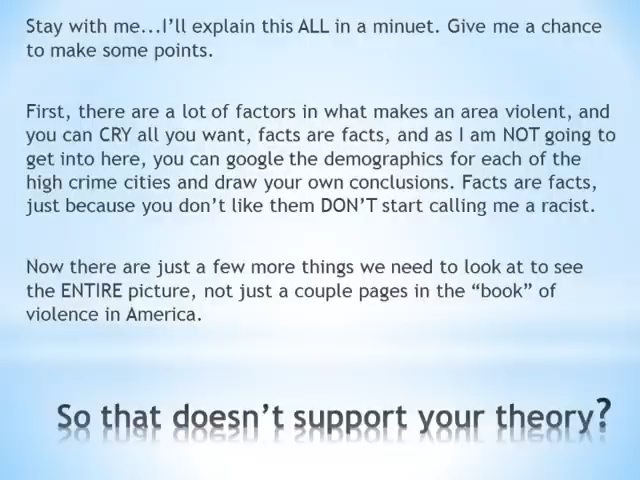 Stay with me...I’ll explain this ALL in a minuet. Give me a chance
to make some points.
First, there are a lot of factors in what makes an area violent, and
you can CRY all you want, facts are facts, and as I am NOT going to
get into here, you can google the demographics for each of the
high crime cities and draw your own conclusions. Facts are facts,
just because you don’t like them DON’T start calling me a racist.
Now there are just a few more things we need to look at to see
the ENTIRE picture, not just a couple pages in the “book” of
violence in America.
So that doesn’t support your theory?